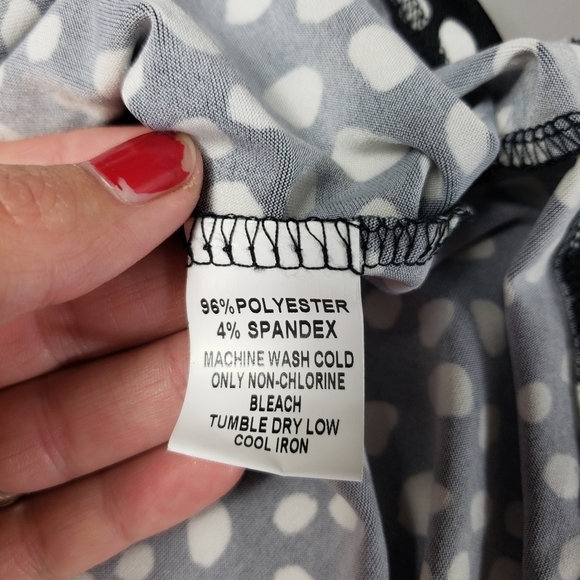 96%POLYESTER
4% SPANDEX
MACHINE WASH COLD
ONLY NON-CHLORINE
BLEACH
TUMBLE DRY LOW
COOL IRON